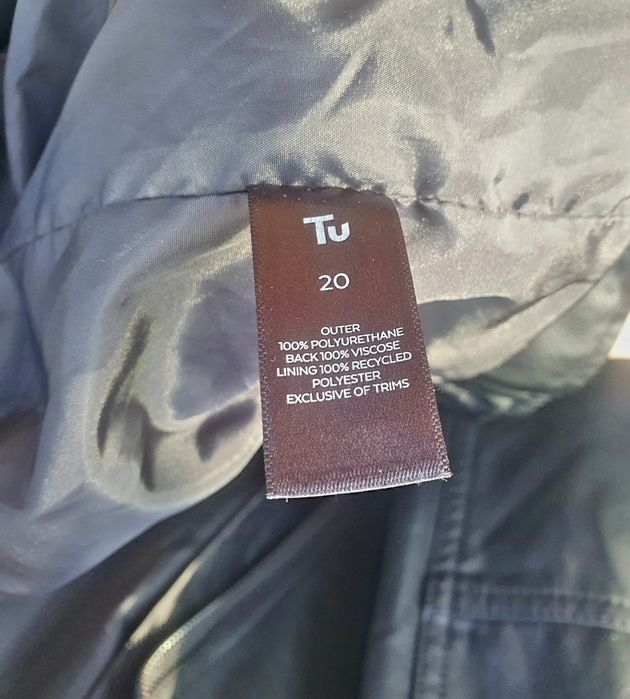 Tu
20
OUTER
100% POLYURETHANE
BACK 100% VISCOSE
LINING 100% RECYCLED
POLYESTER
EXCLUSIVE OF TRIMS